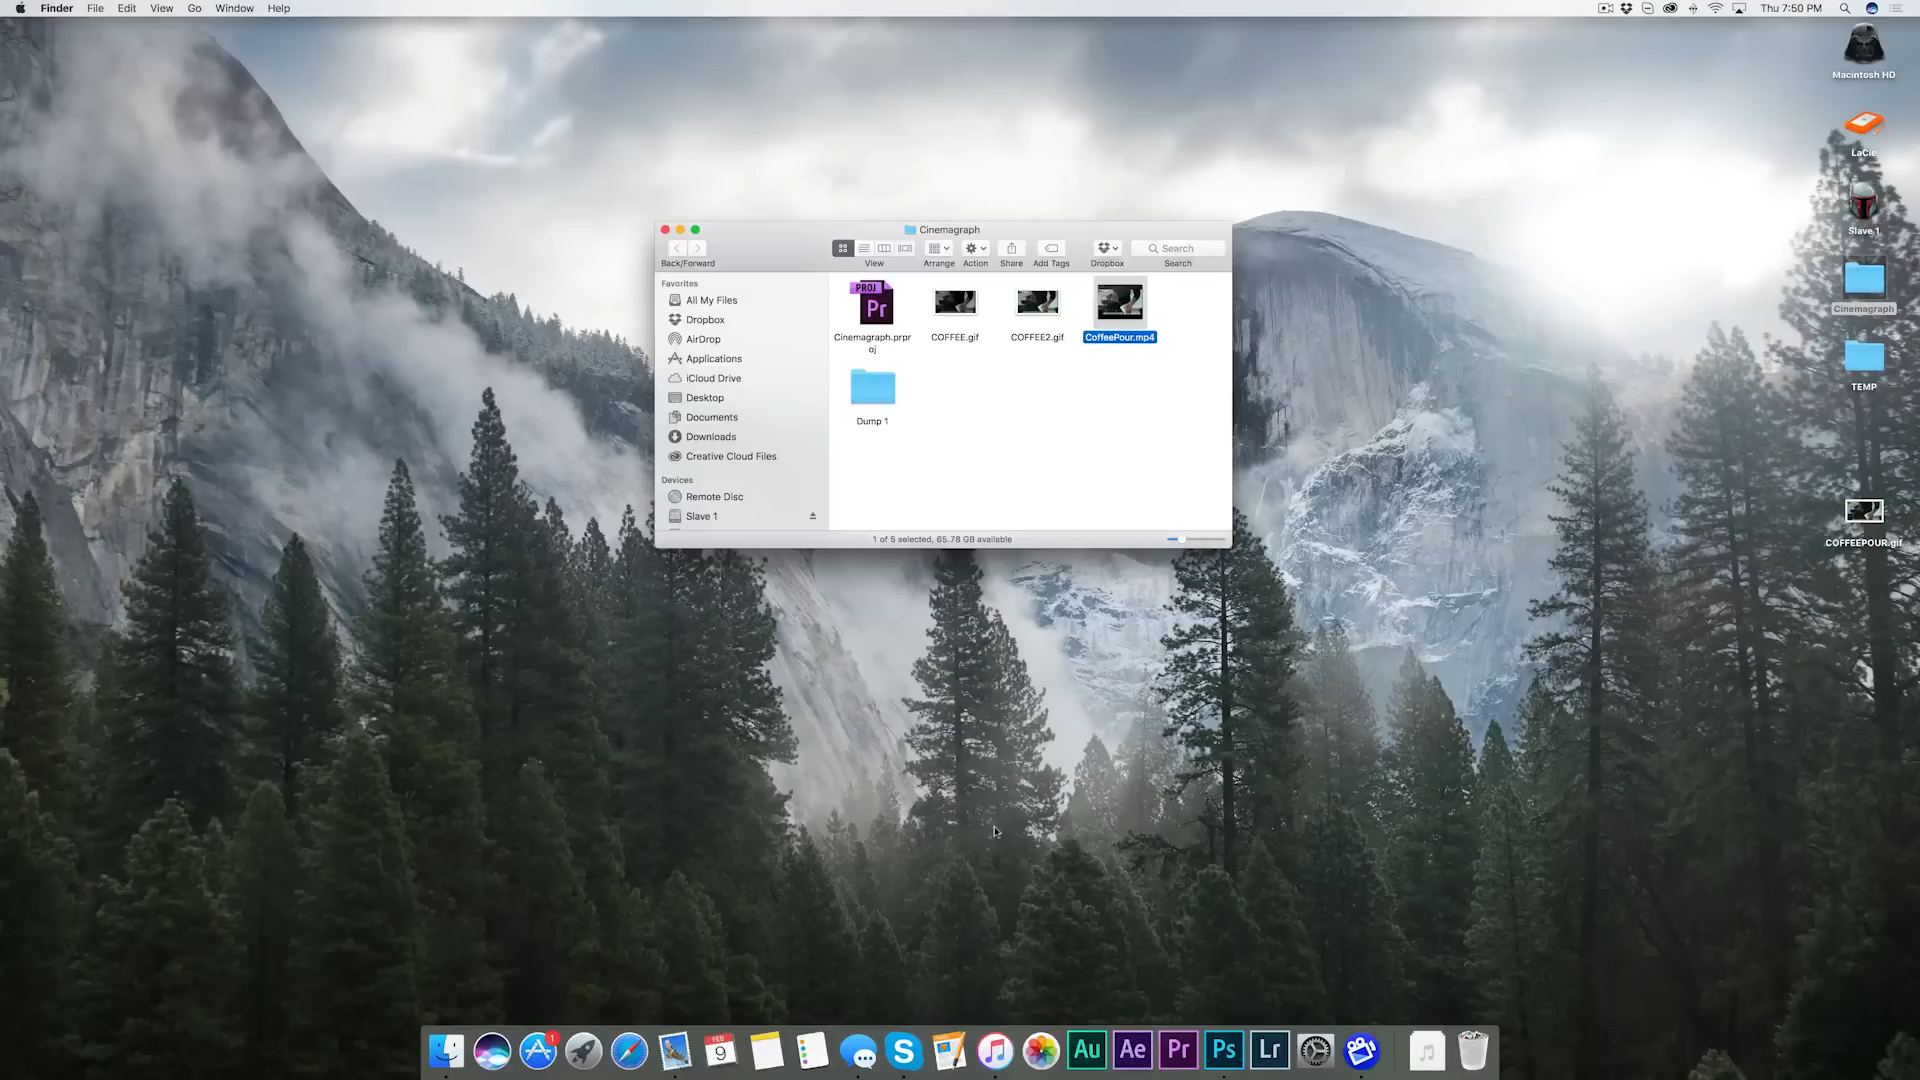 Finder File Edit View Go Window Help
Thu 7:50 PM
Macintosh HD
LaCie
Slave 1
Cinemagraph
TEMP
COFFEEPOUR.gif
Cinemagraph
Search
Back/Forward View Arrange Action Share Add Tags Dropbox Search
Favorites
All My Files
Dropbox
AirDrop
Applications
iCloud Drive
Desktop
Documents
Downloads
Creative Cloud Files
Devices
Remote Disc
Slave 1
PROJ
Pr
Cinemagraph.prpr
oj
COFFEE.gif
COFFEE2.gif
CoffeePour.mp4
Dump 1
1 of 5 selected, 65.78 GB available
1
FEB
9
S
Au
Ae
Pr
Ps
Lr